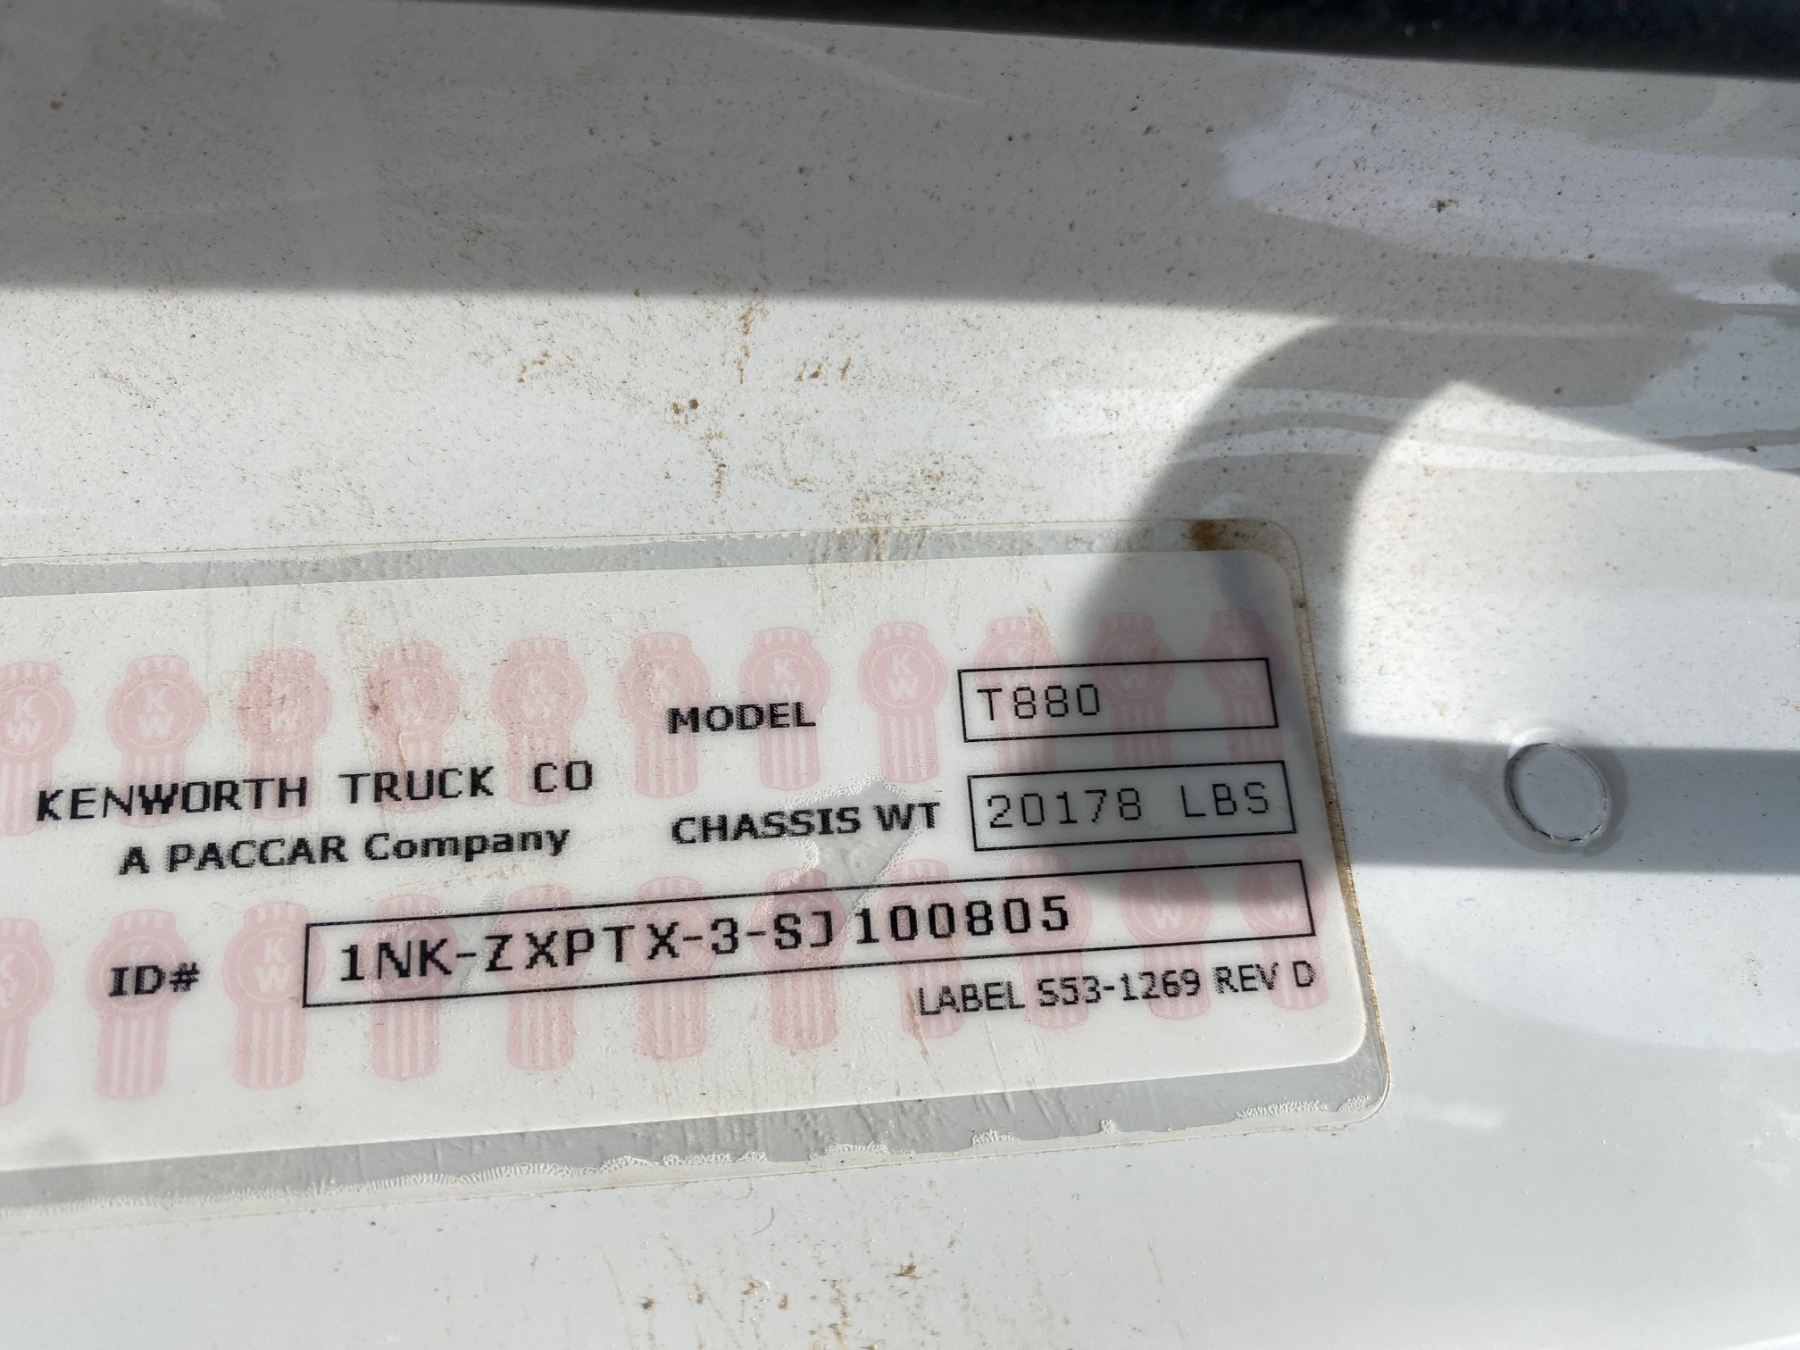 MODEL T880
KENWORTH TRUCK CO
A PACCAR Company
CHASSIS WT 20178 LBS
ID# 1NK-ZXPTX-3-SJ100805
LABEL S53-1269 REV D